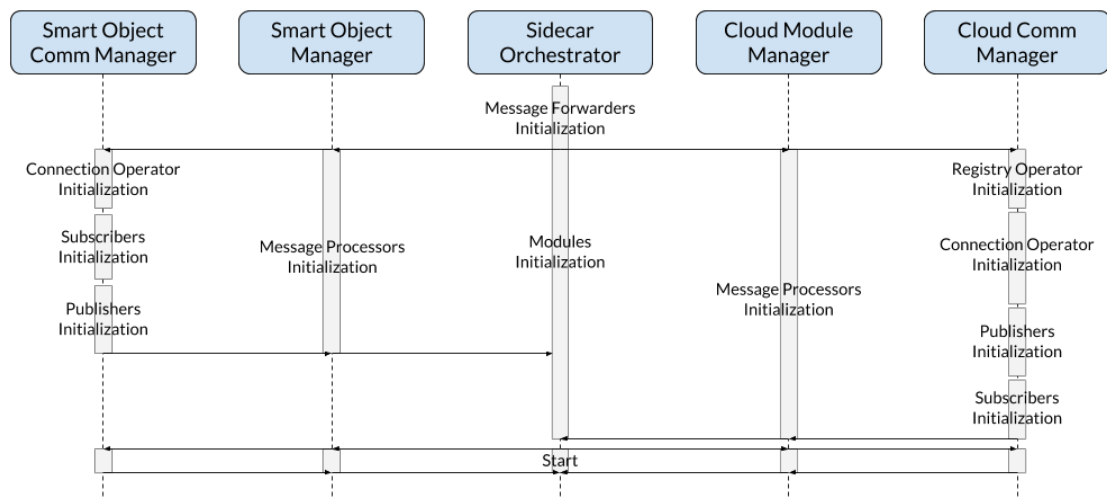 Smart Object
Comm Manager
Smart Object
Manager
Sidecar
Orchestrator
Cloud Module
Manager
Cloud Comm
Manager
Message Forwarders
Initialization
Connection Operator
Initialization
Registry Operator
Initialization
Subscribers
Initialization
Message Processors
Initialization
Modules
Initialization
Connection Operator
Initialization
Message Processors
Initialization
Publishers
Initialization
Publishers
Initialization
Subscribers
Initialization
Start